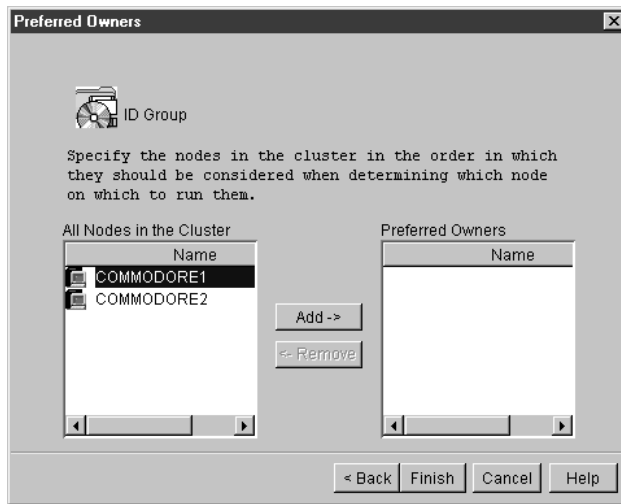 Preferred Owners
ID Group
Specify the nodes in the cluster in the order in which
they should be considered when determining which node
on which to run them.
All Nodes in the Cluster
Preferred Owners
Name
Name
COMMODORE1
COMMODORE2
Add ->
<- Remove
< Back
Finish
Cancel
Help